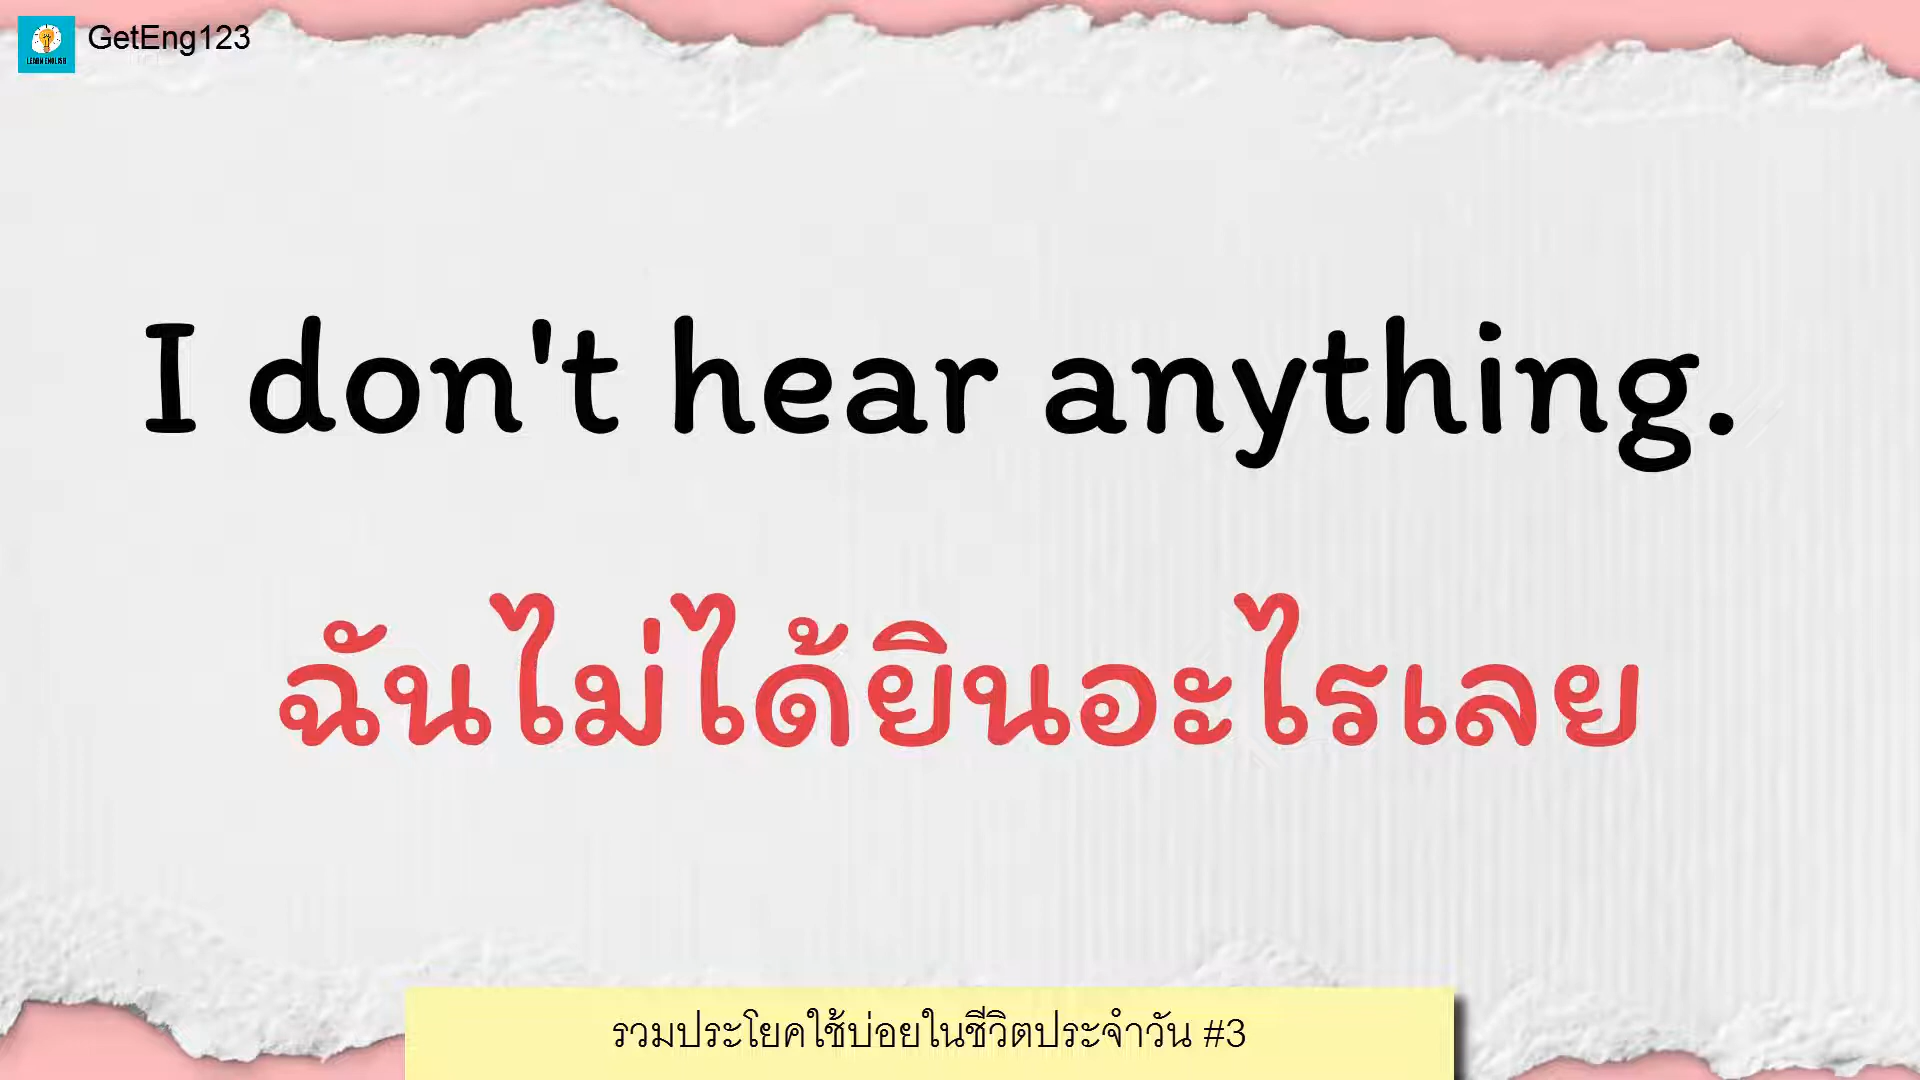 GetEng123
LEARN ENGLISH
I don't hear anything.
ฉันไม่ได้ยินอะไรเลย
รวมประโยคใช้บ่อยในชีวิตประจำวัน #3